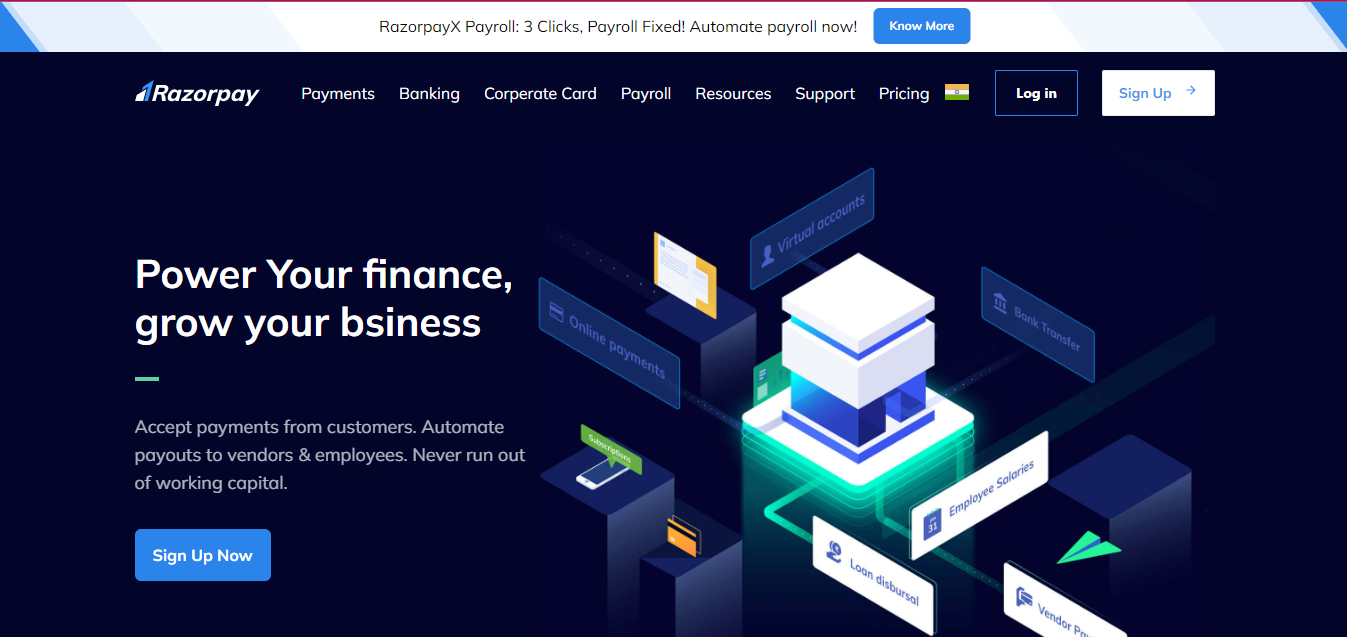 RazorpayX Payroll: 3 Clicks, Payroll Fixed! Automate payroll now!
Know More
Razorpay
Payments
Banking
Corperate Card
Payroll
Resources
Support
Pricing
Log in
Sign Up
Power Your finance,
grow your bsiness
Accept payments from customers. Automate
payouts to vendors & employees. Never run out
of working capital.
Sign Up Now
Virtual accounts
Online payments
Bank Transfer
Subscriptions
Employee Salaries
31
Loan disbursal
Vendor